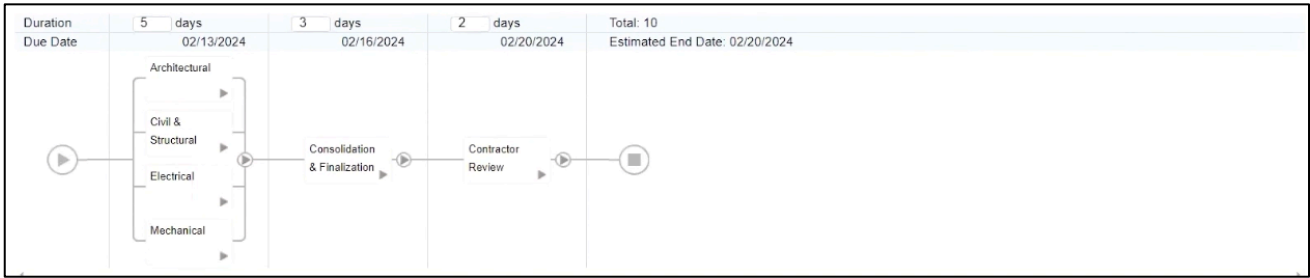 Duration 5 days 3 days 2 days Total: 10
Due Date 02/13/2024 02/16/2024 02/20/2024 Estimated End Date: 02/20/2024
Architectural
Civil &
Structural
Electrical
Mechanical
Consolidation
& Finalization
Contractor
Review